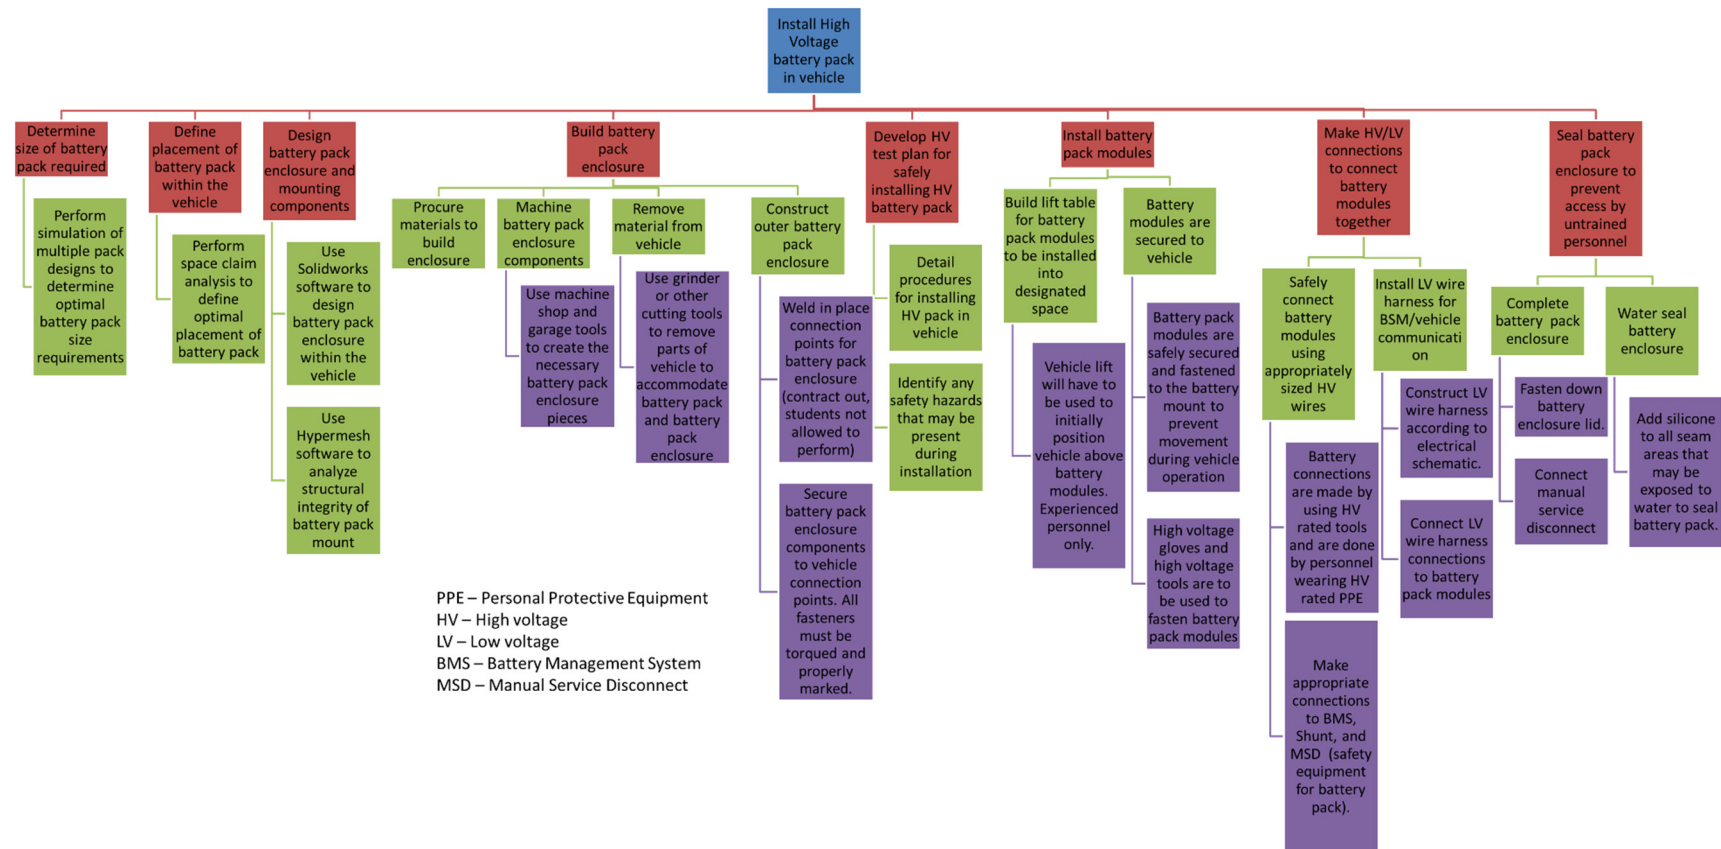 Install High
Voltage
battery pack
in vehicle
Determine
size of battery
pack required
Perform
simulation of
multiple pack
designs to
determine
optimal
battery pack
size
requirements
Define
placement of
battery pack
within the
vehicle
Perform
space claim
analysis to
define
optimal
placement of
battery pack
Design
battery pack
enclosure and
mounting
components
Use
Solidworks
software to
design
battery pack
enclosure
within the
vehicle
Use
Hypermesh
software to
analyze
structural
integrity of
battery pack
mount
Build battery
pack
enclosure
Procure
materials to
build
enclosure
Machine
battery pack
enclosure
components
Use machine
shop and
garage tools
to create the
necessary
battery pack
enclosure
pieces
Remove
material from
vehicle
Use grinder
or other
cutting tools
to remove
parts of
vehicle to
accommodate
battery pack
and battery
pack
enclosure
Construct
outer battery
pack
enclosure
Weld in place
connection
points for
battery pack
enclosure
(contract out,
students not
allowed to
perform)
Secure
battery pack
enclosure
components
to vehicle
connection
points. All
fasteners
must be
torqued and
properly
marked.
Develop HV
test plan for
safely
installing HV
battery pack
Detail
procedures
for installing
HV pack in
vehicle
Identify any
safety hazards
that may be
present
during
installation
Install battery
pack modules
Build lift table
for battery
pack modules
to be installed
into
designated
space
Vehicle lift
will have to
be used to
initially
position
vehicle above
battery
modules.
Experienced
personnel
only.
Battery
modules are
secured to
vehicle
Battery pack
modules are
safely secured
and fastened
to the battery
mount to
prevent
movement
during vehicle
operation
High voltage
gloves and
high voltage
tools are to
be used to
fasten battery
pack modules
Make HV/LV
connections
to connect
battery
modules
together
Safely
connect
battery
modules
using
appropriately
sized HV
wires
Battery
connections
are made by
using HV
rated tools
and are done
by personnel
wearing HV
rated PPE
Make
appropriate
connections
to BMS,
Shunt, and
MSD (safety
equipment
for battery
pack).
Install LV wire
harness for
BSM/vehicle
communicati
on
Construct LV
wire harness
according to
electrical
schematic.
Connect LV
wire harness
connections
to battery
pack modules
Seal battery
pack
enclosure to
prevent
access by
untrained
personnel
Complete
battery pack
enclosure
Fasten down
battery
enclosure lid.
Connect
manual
service
disconnect
Water seal
battery
enclosure
Add silicone
to all seam
areas that
may be
exposed to
water to seal
battery pack.
PPE – Personal Protective Equipment
HV – High voltage
LV – Low voltage
BMS – Battery Management System
MSD – Manual Service Disconnect